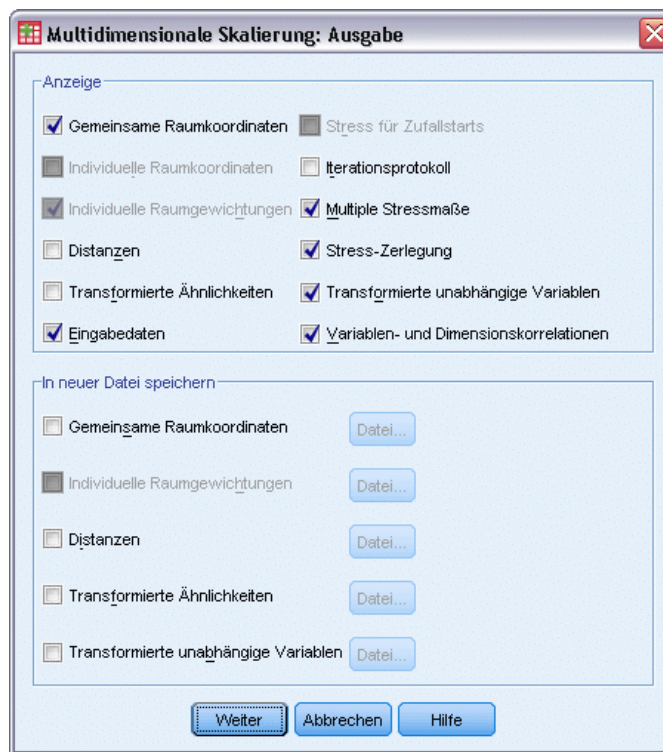 Multidimensionale Skalierung: Ausgabe
Anzeige
Gemeinsame Raumkoordinaten
Stress für Zufallstarts
Individuelle Raumkoordinaten
Iterationsprotokoll
Individuelle Raumgewichtungen
Multiple Stressmaße
Distanzen
Stress-Zerlegung
Transformierte Ähnlichkeiten
Transformierte unabhängige Variablen
Eingabedaten
Variablen- und Dimensionskorrelationen
In neuer Datei speichern
Gemeinsame Raumkoordinaten Datei...
Individuelle Raumgewichtungen Datei...
Distanzen Datei...
Transformierte Ähnlichkeiten Datei...
Transformierte unabhängige Variablen Datei...
Weiter Abbrechen Hilfe